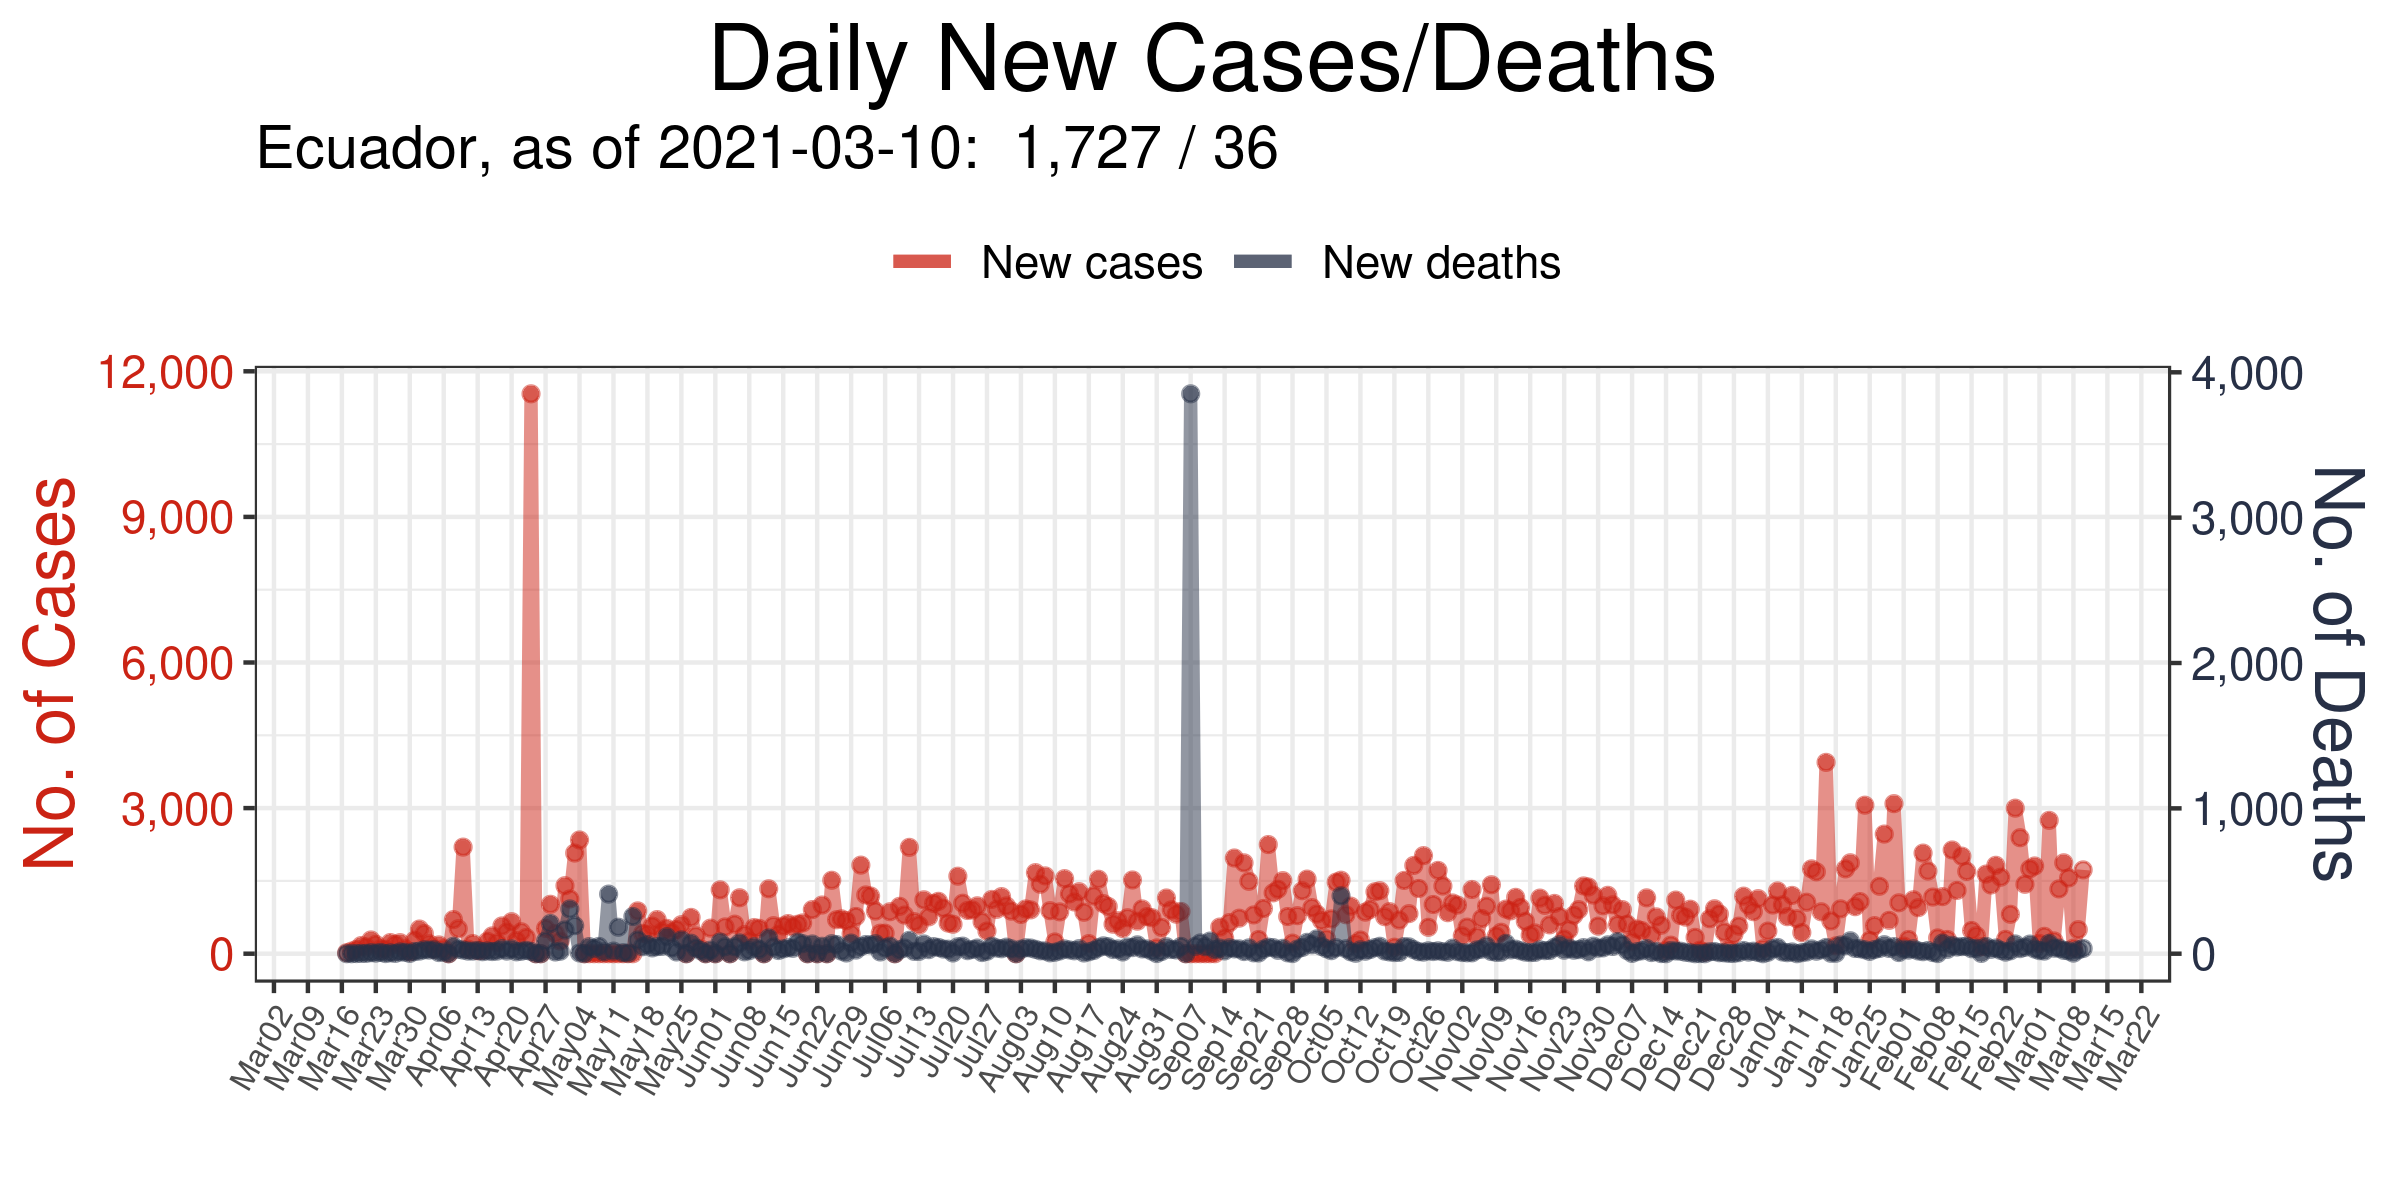 Daily New Cases/Deaths
Ecuador, as of 2021-03-10:  1,727 / 36
New cases New deaths
No. of Cases
12,000
9,000
6,000
3,000
0
4,000
3,000
2,000
1,000
0
No. of Deaths
Mar02 Mar09 Mar16 Mar23 Mar30 Apr06 Apr13 Apr20 Apr27 May04 May11 May18 May25 Jun01 Jun08 Jun15 Jun22 Jun29 Jul06 Jul13 Jul20 Jul27 Aug03 Aug10 Aug17 Aug24 Aug31 Sep07 Sep14 Sep21 Sep28 Oct05 Oct12 Oct19 Oct26 Nov02 Nov09 Nov16 Nov23 Nov30 Dec07 Dec14 Dec21 Dec28 Jan04 Jan11 Jan18 Jan25 Feb01 Feb08 Feb15 Feb22 Mar01 Mar08 Mar15 Mar22